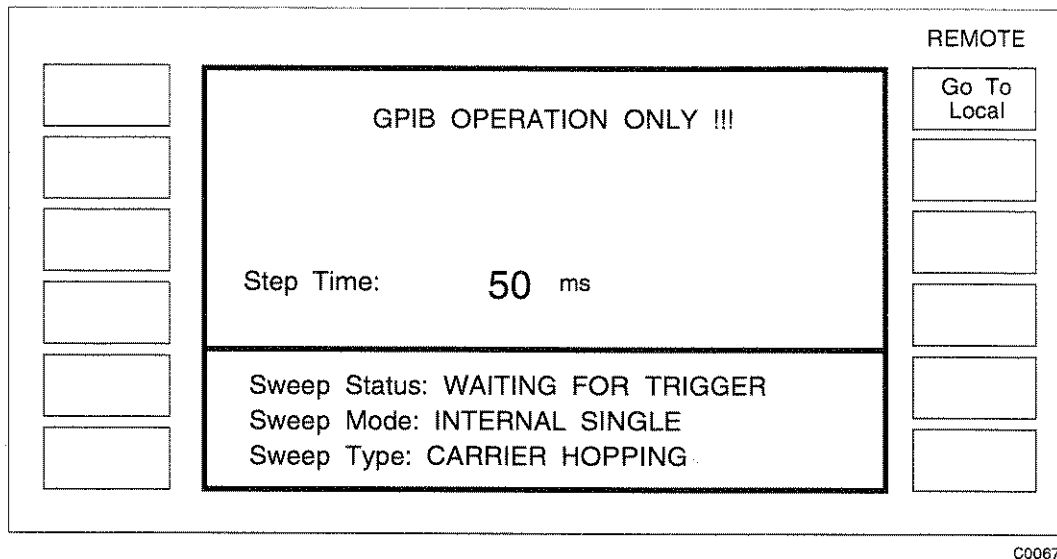 REMOTE
Go To
Local
GPIB OPERATION ONLY !!!
Step Time: 50 ms
Sweep Status: WAITING FOR TRIGGER
Sweep Mode: INTERNAL SINGLE
Sweep Type: CARRIER HOPPING
C0067